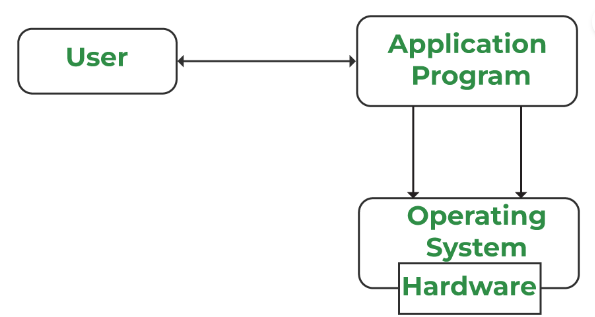 User
Application
Program
Operating
System
Hardware